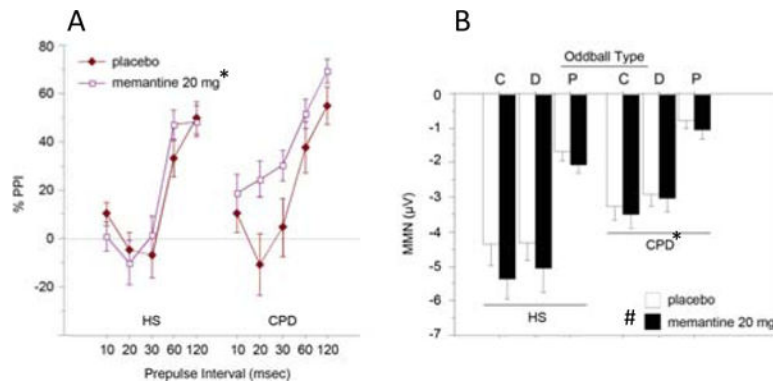 A
placebo
memantine 20 mg*
% PPI
80
60
40
20
0
-20
HS
CPD
10 20 30 60 120 10 20 30 60 120
Prepulse Interval (msec)
B
Oddball Type
C D P C D P
MMN (µV)
0
-1
-2
-3
-4
-5
-6
-7
CPD*
HS
placebo
# memantine 20 mg